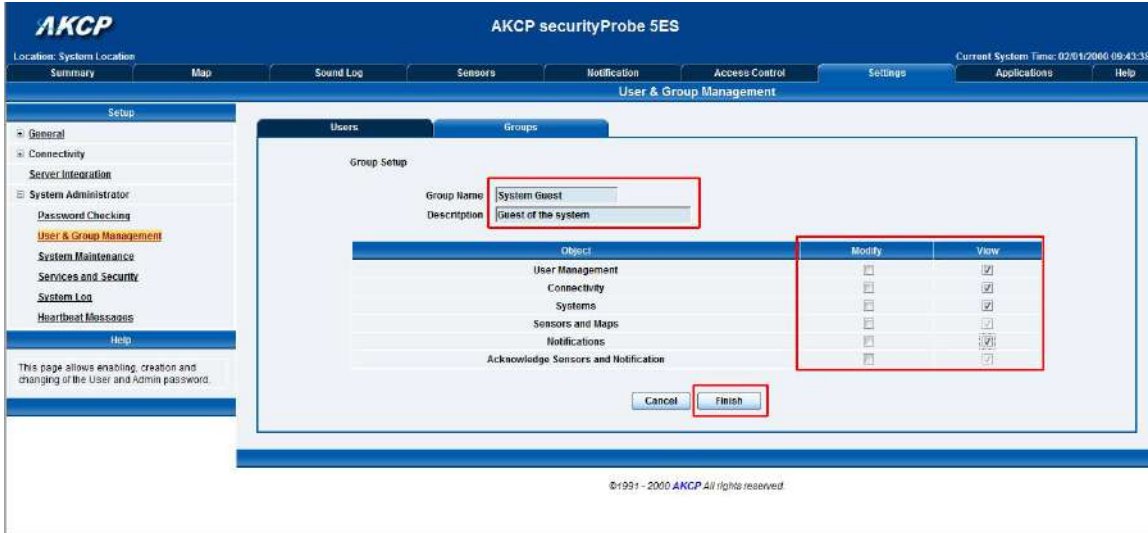 AKCP
AKCP securityProbe 5ES
Location: System Location
Current System Time: 02/01/2000 09:43:38
Summary Map Sound Log Sensors Notification Access Control Settings Applications Help
User & Group Management
Setup
General
Connectivity
Server Integration
System Administrator
Password Checking
User & Group Management
System Maintenance
Services and Security
System Log
Heartbeat Messages
Help
This page allows enabling, creation and
changing of the User and Admin password.
Users Groups
Group Setup
Group Name System Guest
Description Guest of the system
Object Modify View
User Management
Connectivity
Systems
Sensors and Maps
Notifications
Acknowledge Sensors and Notification
Cancel Finish
©1991 - 2000 AKCP All rights reserved.